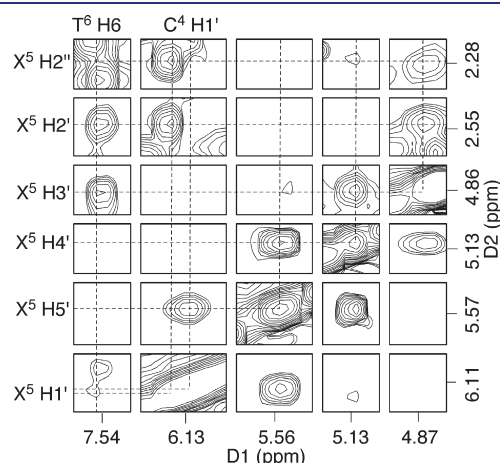 T⁶ H6 C⁴ H1'
X⁵ H2" 2.28
X⁵ H2' 2.55
X⁵ H3' 4.86
X⁵ H4' 5.13
X⁵ H5' 5.57
X⁵ H1' 6.11
D2 (ppm)
7.54 6.13 5.56 5.13 4.87
D1 (ppm)